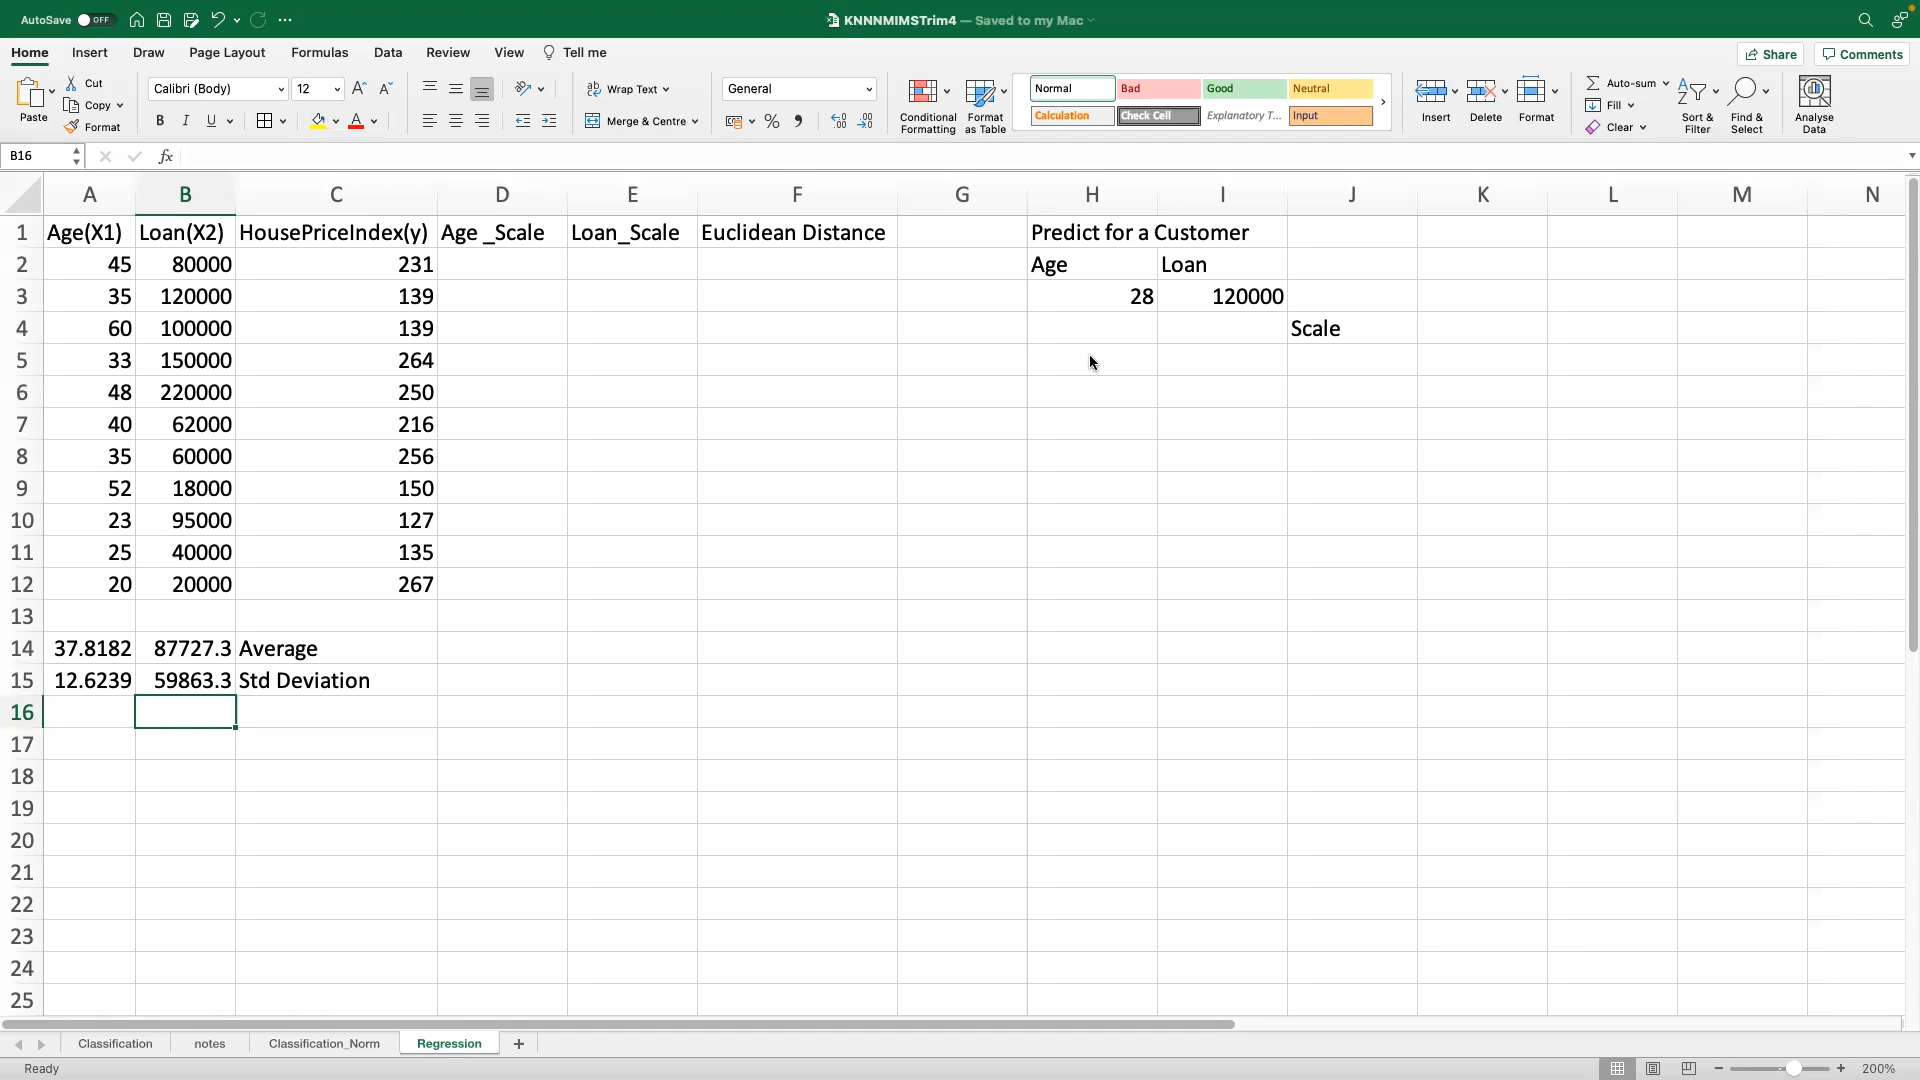 AutoSave OFF KNNNMIMSTrim4 — Saved to my Mac
Home Insert Draw Page Layout Formulas Data Review View Tell me Share Comments
Paste Cut Copy Format
Calibri (Body) 12
B I U A
Wrap Text
Merge & Centre
General
Conditional Formatting
Format as Table
Normal Bad Good Neutral
Calculation Check Cell Explanatory T... Input
Insert Delete Format
Auto-sum
Fill
Clear
Sort & Filter
Find & Select
Analyse Data
B16 fx
A B C D E F G H I J K L M N
1 Age(X1) Loan(X2) HousePriceIndex(y) Age _Scale Loan_Scale Euclidean Distance Predict for a Customer
2 45 80000 231 Age Loan
3 35 120000 139 28 120000
4 60 100000 139 Scale
5 33 150000 264
6 48 220000 250
7 40 62000 216
8 35 60000 256
9 52 18000 150
10 23 95000 127
11 25 40000 135
12 20 20000 267
13
14 37.8182 87727.3 Average
15 12.6239 59863.3 Std Deviation
16
17
18
19
20
21
22
23
24
25
Classification notes Classification_Norm Regression +
Ready 200%